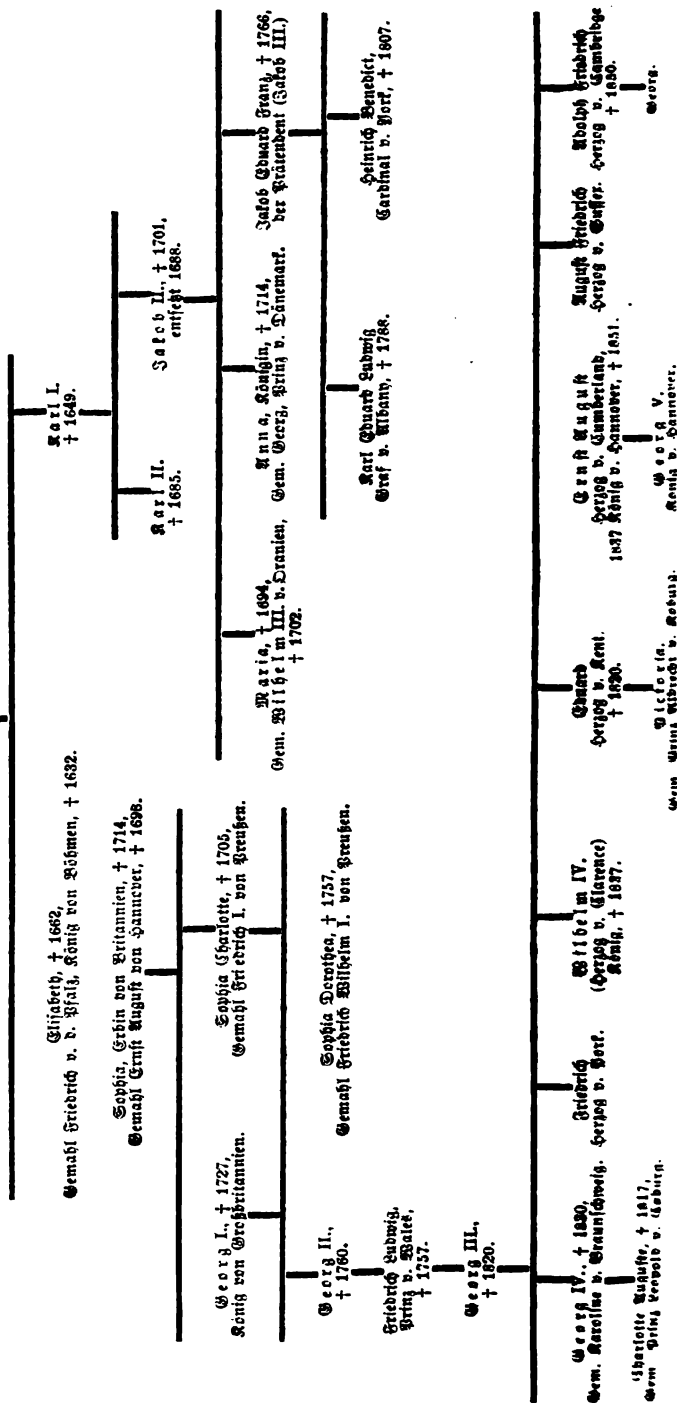 Elisabeth, † 1662,
Gemahl Friedrich v. d. Pfalz, König von Böhmen, † 1632.
Karl I.
† 1649.
Sophia, Erbin von Britannien, † 1714,
Gemahl Ernst August von Hannover, † 1698.
Karl II.
† 1685.
Jakob II., † 1701,
entsetzt 1688.
Georg I., † 1727,
König von Großbritannien.
Sophia Charlotte, † 1705,
Gemahl Friedrich I. von Preußen.
Maria, † 1694,
Gem. Wilhelm III. v. Oranien,
† 1702.
Anna, Königin, † 1714,
Gem. Georg, Prinz v. Dänemark.
Jakob Eduard Franz, † 1766,
der Prätendent (Jakob III.)
Georg II.,
† 1760.
Sophia Dorothea, † 1757,
Gemahl Friedrich Wilhelm I. von Preußen.
Karl Eduard Ludwig
Graf v. Albany, † 1788.
Heinrich Benedict,
Cardinal v. York, † 1807.
Friedrich Ludwig,
Prinz v. Wales,
† 1757.
Georg III.,
† 1820.
Georg IV., † 1830,
Gem. Karoline v. Braunschweig.
Friedrich
Herzog v. York.
Wilhelm IV.
(Herzog v. Clarence)
König, † 1837.
Eduard
Herzog v. Kent.
† 1820.
Ernst August
Herzog v. Cumberland,
1837 König v. Hannover, † 1851.
August Friedrich
Herzog v. Sussex.
Adolph Friedrich
Herzog v. Cambridge
† 1850.
Charlotte Auguste, † 1817,
Gem Prinz Leopold v. Coburg.
Victoria.
Gem Prinz Albrecht v. Koburg.
Georg V.
König v. Hannover.
Georg.